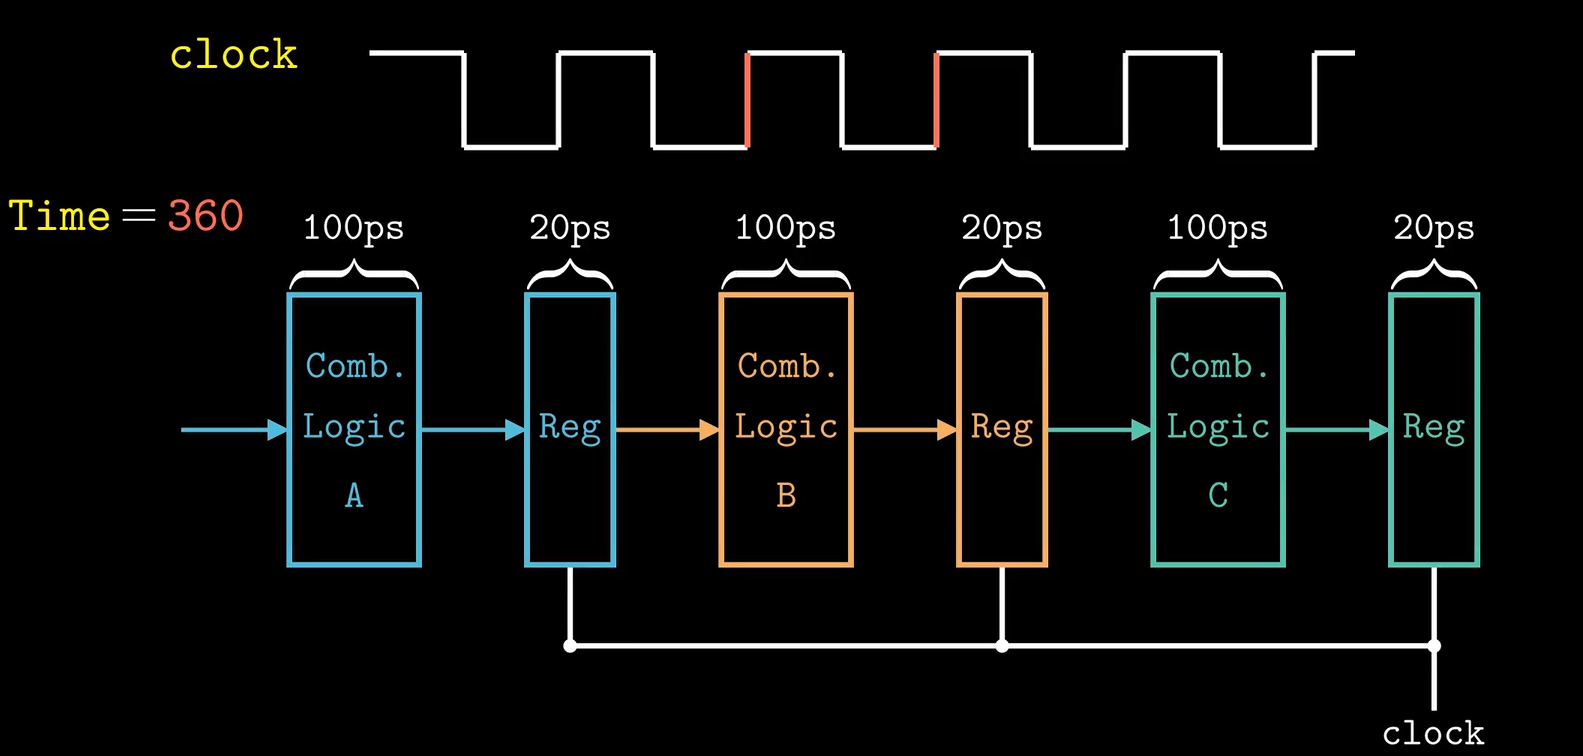 clock
Time=360
100ps 20ps 100ps 20ps 100ps 20ps
Comb.
Logic
A
Reg
Comb.
Logic
B
Reg
Comb.
Logic
C
Reg
clock